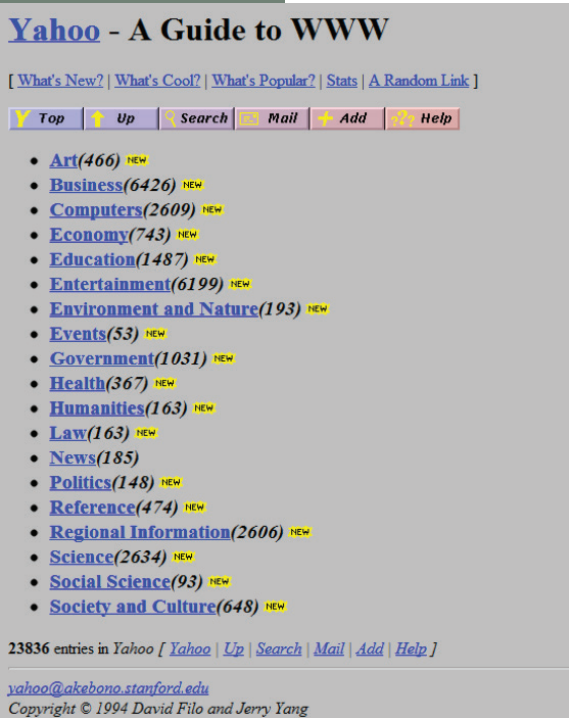 Yahoo - A Guide to WWW
[ What's New? | What's Cool? | What's Popular? | Stats | A Random Link ]
Top Up Search Mail Add Help
Art(466) NEW
Business(6426) NEW
Computers(2609) NEW
Economy(743) NEW
Education(1487) NEW
Entertainment(6199) NEW
Environment and Nature(193) NEW
Events(53) NEW
Government(1031) NEW
Health(367) NEW
Humanities(163) NEW
Law(163) NEW
News(185)
Politics(148) NEW
Reference(474) NEW
Regional Information(2606) NEW
Science(2634) NEW
Social Science(93) NEW
Society and Culture(648) NEW
23836 entries in Yahoo [ Yahoo | Up | Search | Mail | Add | Help ]
yahoo@akebono.stanford.edu
Copyright © 1994 David Filo and Jerry Yang